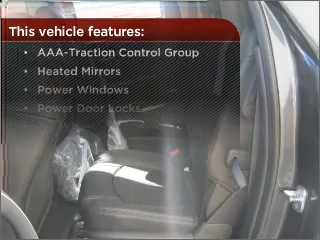 This vehicle features:
• AAA-Traction Control Group
• Heated Mirrors
• Power Windows
• Power Door Locks